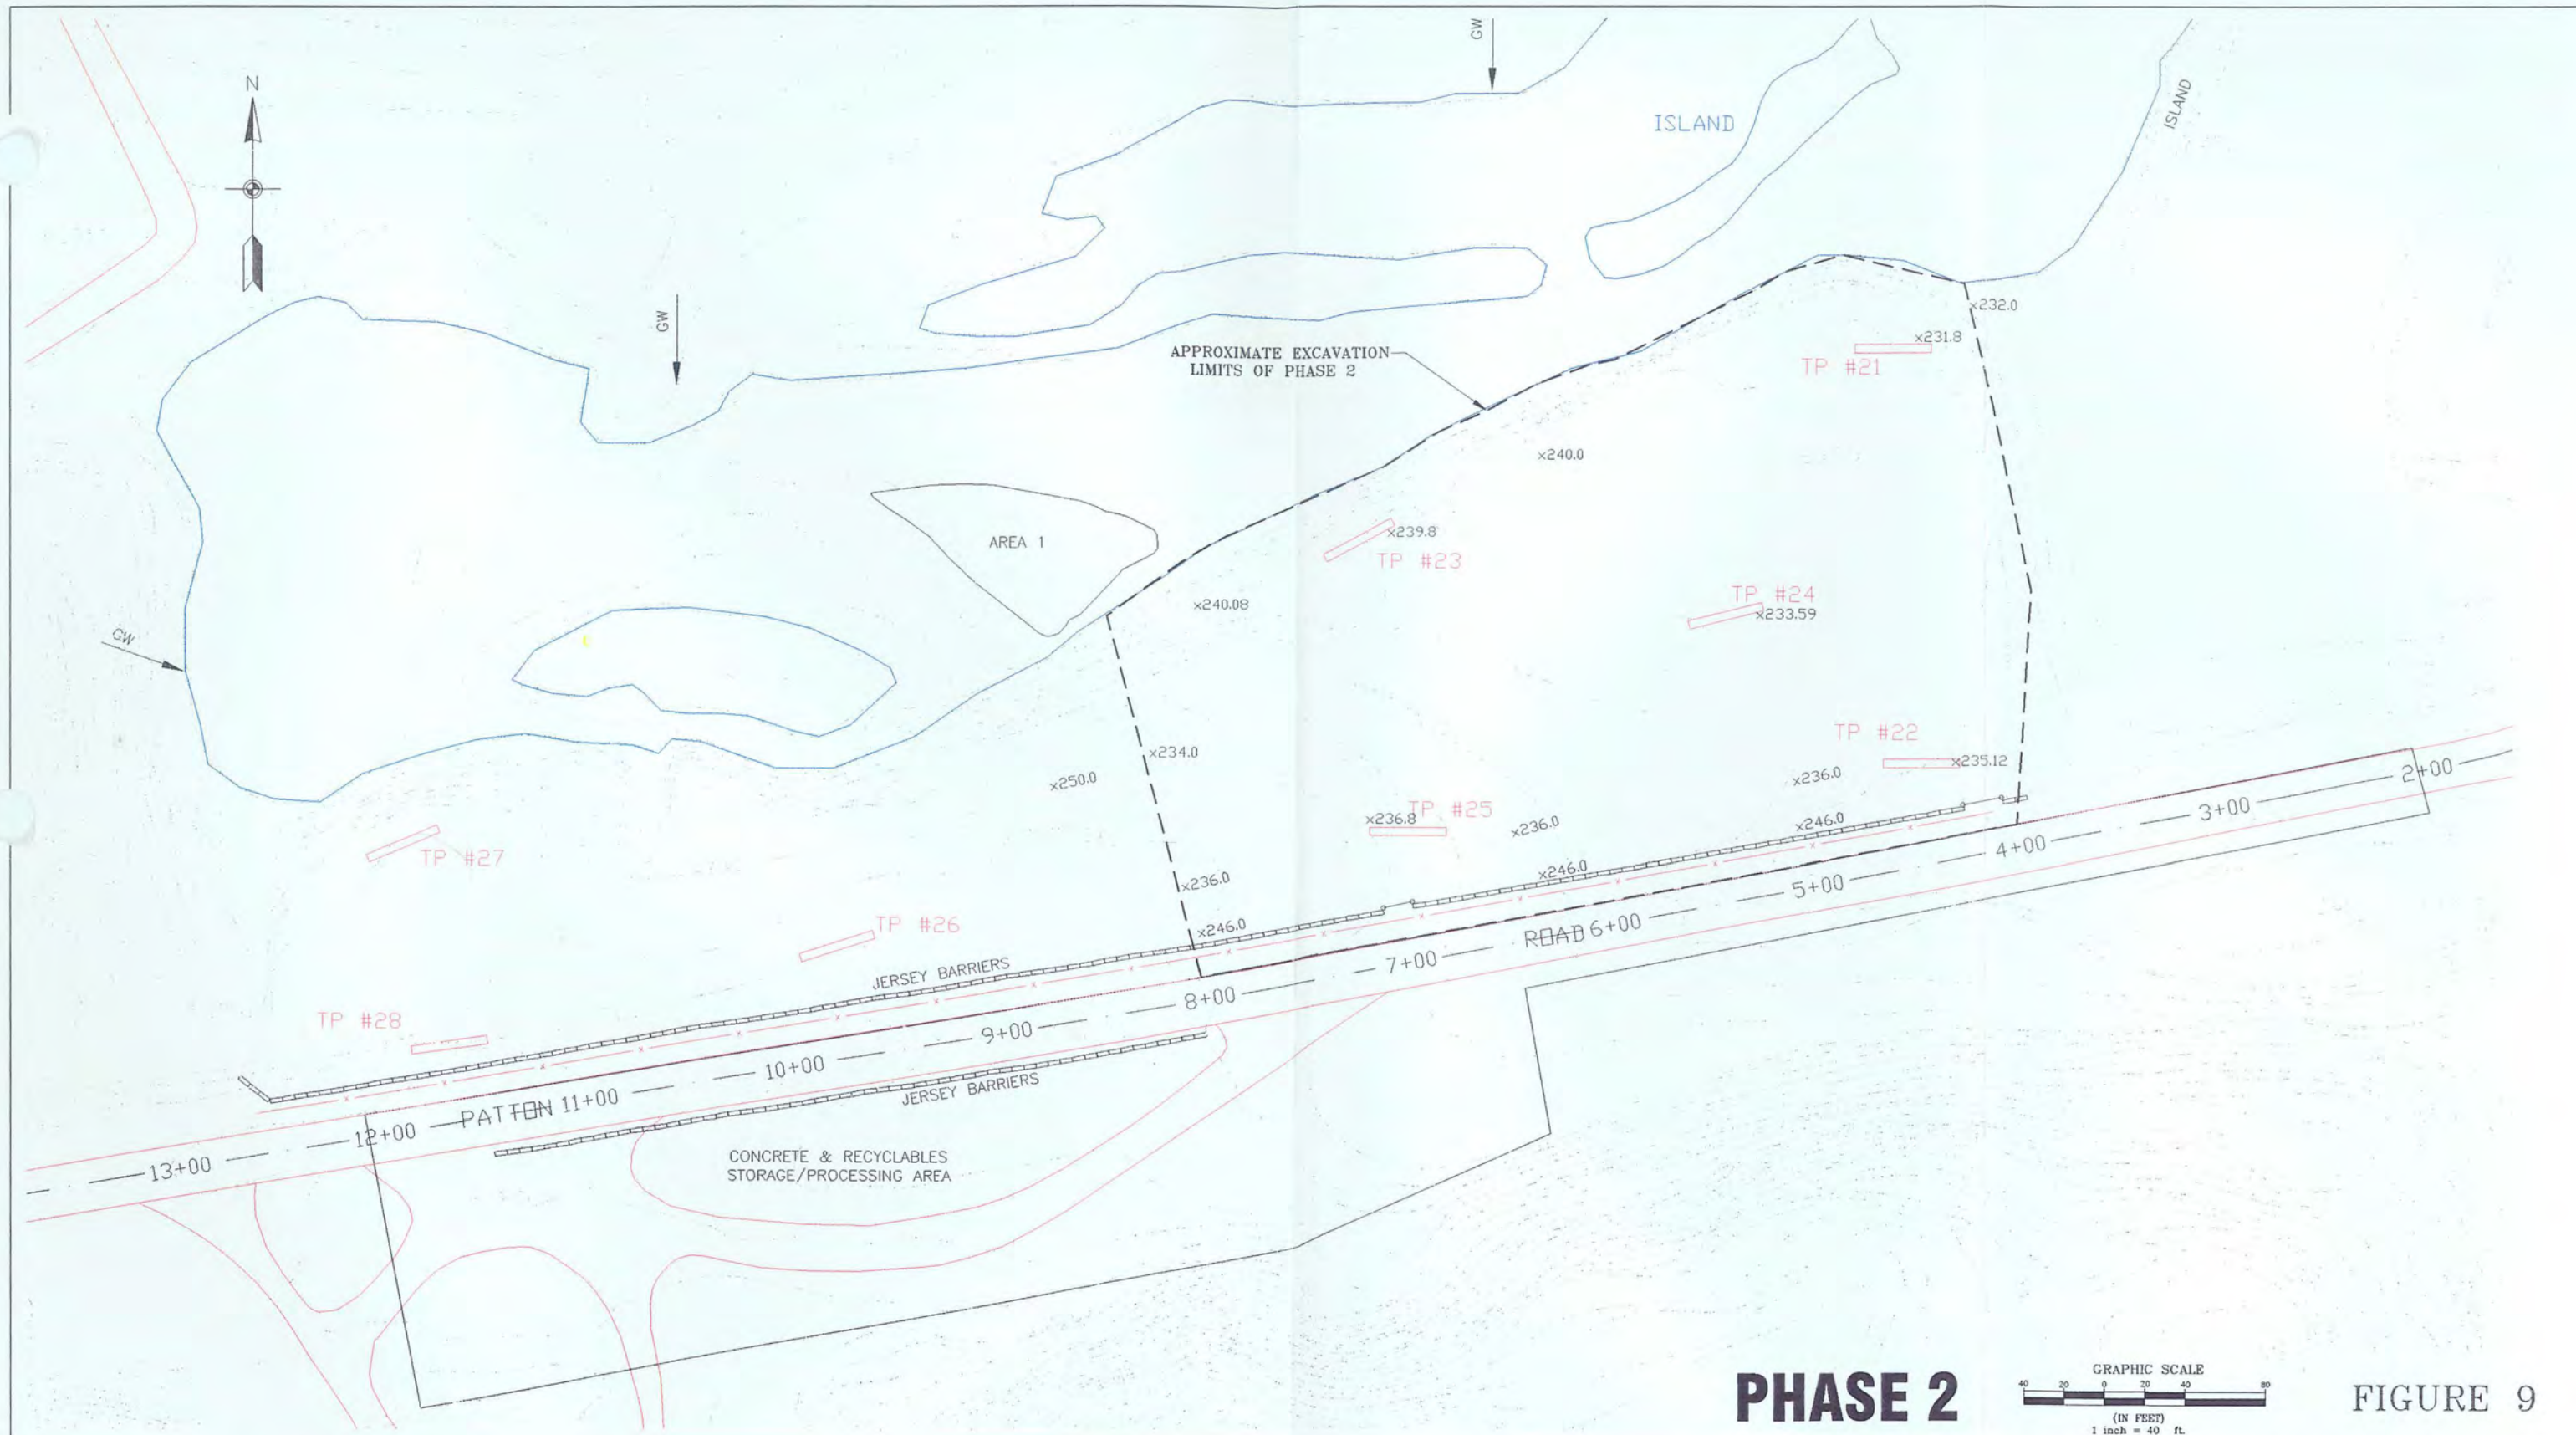 GW
N
ISLAND
ISLAND
GW
APPROXIMATE EXCAVATION
LIMITS OF PHASE 2
x232.0
x231.8
TP #21
x240.0
AREA 1
x239.8
TP #23
TP #24
x233.59
x240.08
GW
x234.0
x250.0
TP #22
x235.12
x236.0
2+00
3+00
TP #25
x236.8
x236.0
x246.0
4+00
TP #27
x246.0
5+00
x236.0
TP #26
x246.0
ROAD 6+00
7+00
JERSEY BARRIERS
8+00
TP #28
9+00
10+00
JERSEY BARRIERS
PATTON 11+00
12+00
13+00
CONCRETE & RECYCLABLES
STORAGE/PROCESSING AREA
PHASE 2
GRAPHIC SCALE
40 20 0 20 40 80
(IN FEET)
1 inch = 40 ft.
FIGURE 9